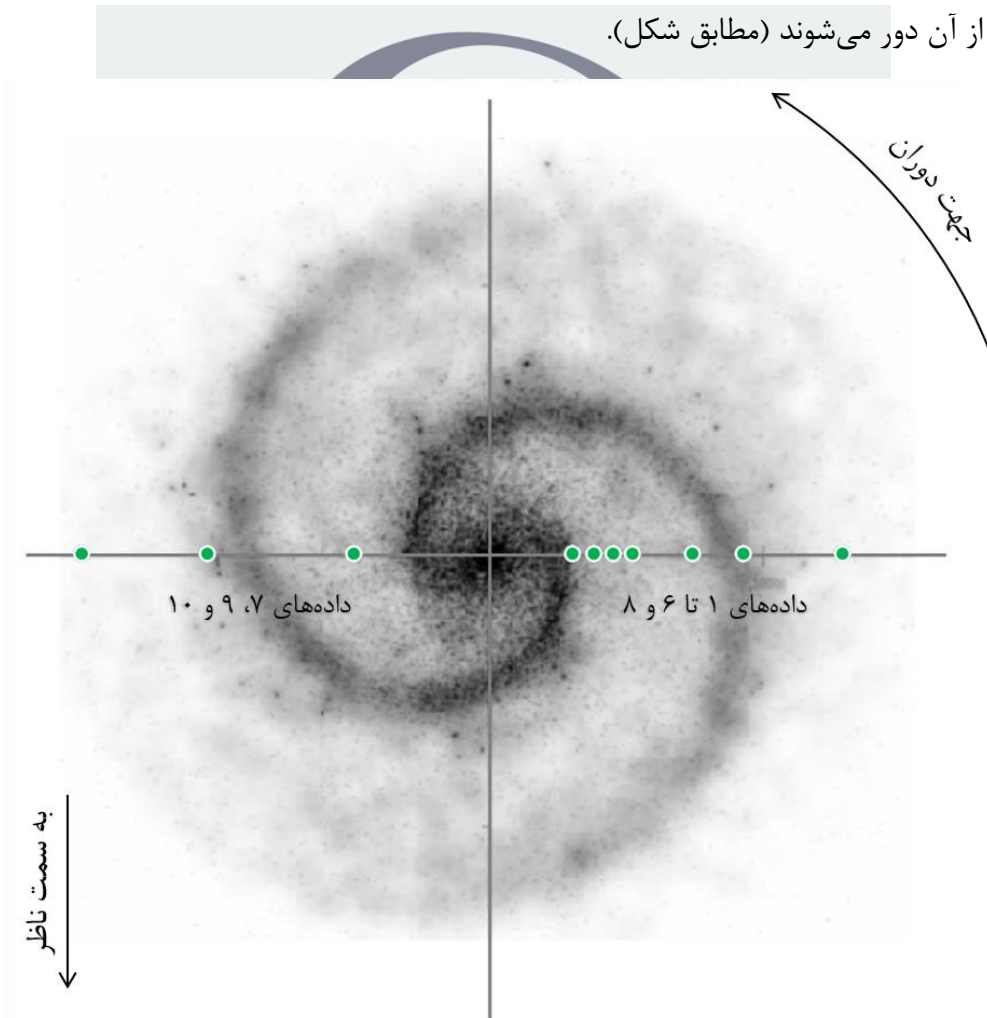 از آن دور می‌شوند (مطابق شکل).
جهت دوران
داده‌های ۱ تا ۶ و ۸
داده‌های ۷، ۹ و ۱۰
به سمت ناظر